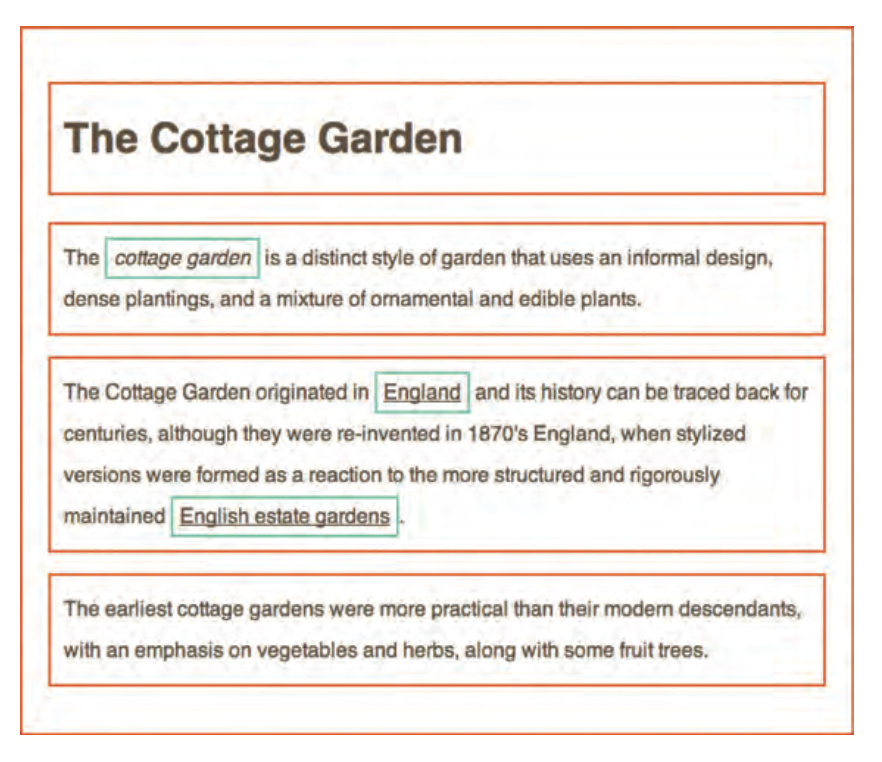 The Cottage Garden
The cottage garden is a distinct style of garden that uses an informal design,
dense plantings, and a mixture of ornamental and edible plants.
The Cottage Garden originated in England and its history can be traced back for
centuries, although they were re-invented in 1870's England, when stylized
versions were formed as a reaction to the more structured and rigorously
maintained English estate gardens.
The earliest cottage gardens were more practical than their modern descendants,
with an emphasis on vegetables and herbs, along with some fruit trees.